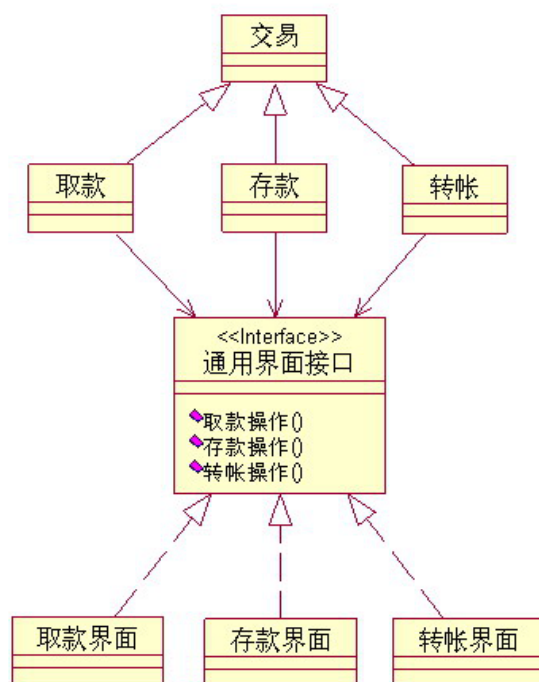 交易
取款
存款
转帐
<<Interface>>
通用界面接口
取款操作()
存款操作()
转帐操作()
取款界面
存款界面
转帐界面